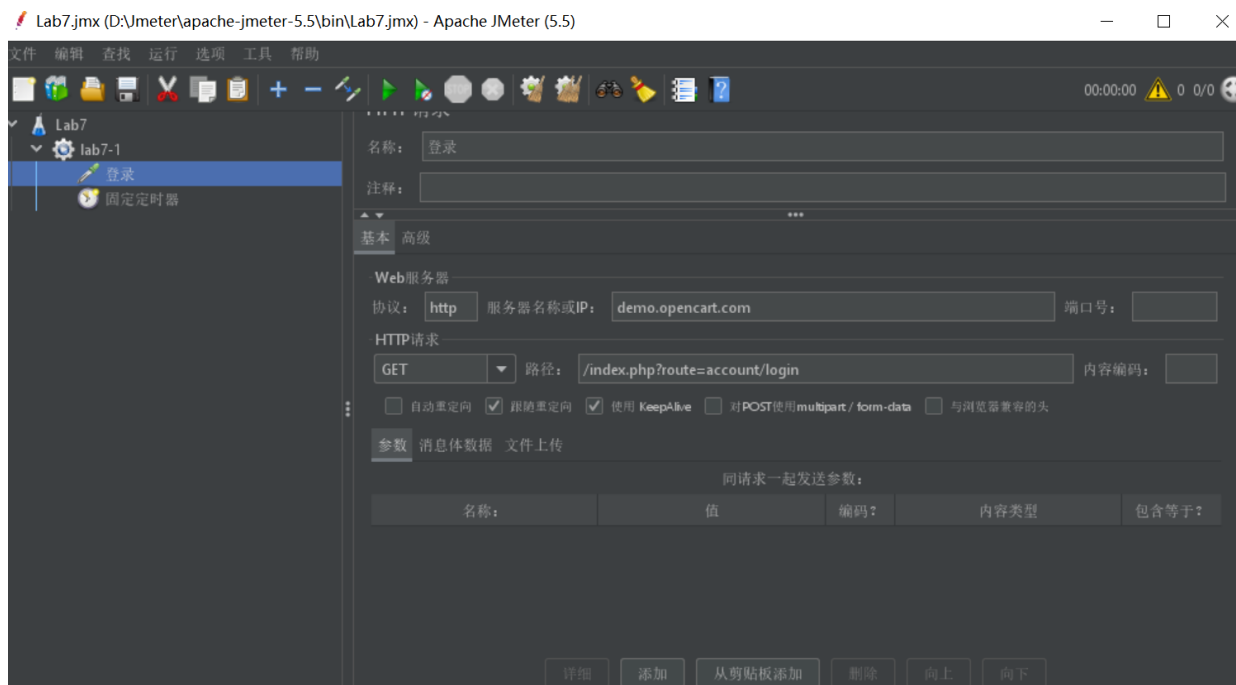 Lab7.jmx (D:\Jmeter\apache-jmeter-5.5\bin\Lab7.jmx) - Apache JMeter (5.5)
文件 编辑 查找 运行 选项 工具 帮助
STOP 00:00:00 0 0/0
Lab7
lab7-1
登录
固定定时器
HTTP 请求
名称： 登录
注释：
基本 高级
Web服务器
协议： http 服务器名称或IP： demo.opencart.com 端口号：
HTTP请求
GET 路径： /index.php?route=account/login 内容编码：
自动重定向 跟随重定向 使用 KeepAlive 对POST使用multipart / form-data 与浏览器兼容的头
参数 消息体数据 文件上传
同请求一起发送参数：
名称： 值 编码? 内容类型 包含等于?
详细 添加 从剪贴板添加 删除 向上 向下